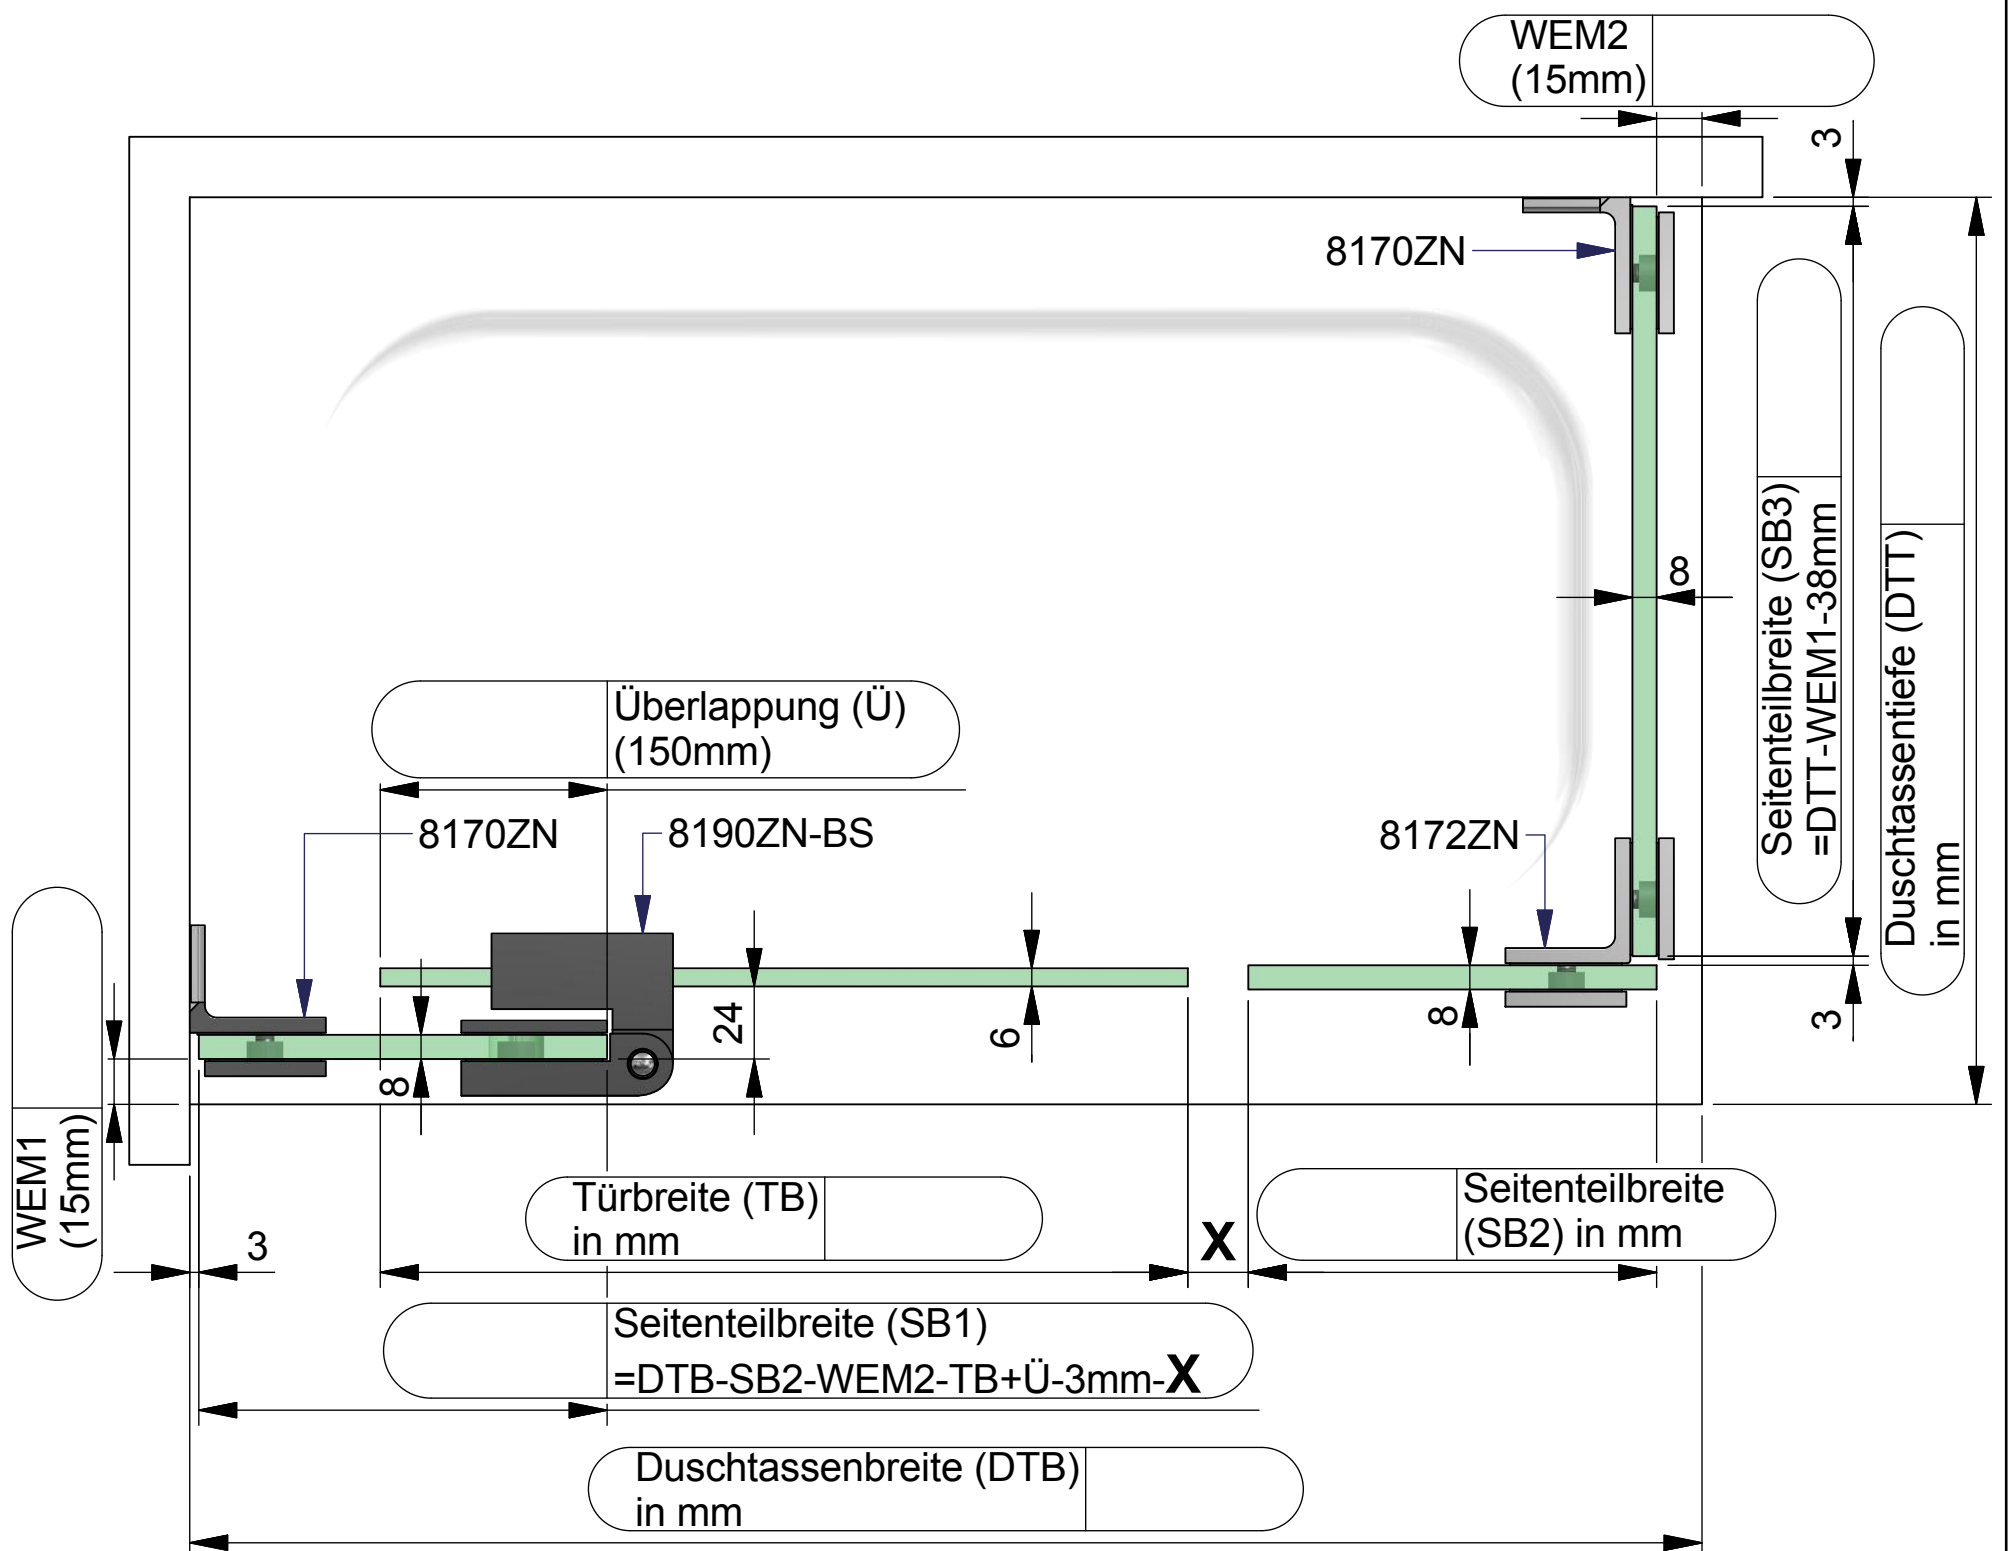 WEM2
(15mm)
3
8170ZN
8
Seitenteilbreite (SB3)
=DTT-WEM1-38mm
Duschtassentiefe (DTT)
in mm
Überlappung (Ü)
(150mm)
8170ZN
8190ZN-BS
8172ZN
24
6
8
3
8
WEM1
(15mm)
3
Türbreite (TB)
in mm
X
Seitenteilbreite
(SB2) in mm
Seitenteilbreite (SB1)
=DTB-SB2-WEM2-TB+Ü-3mm-X
Duschtassenbreite (DTB)
in mm